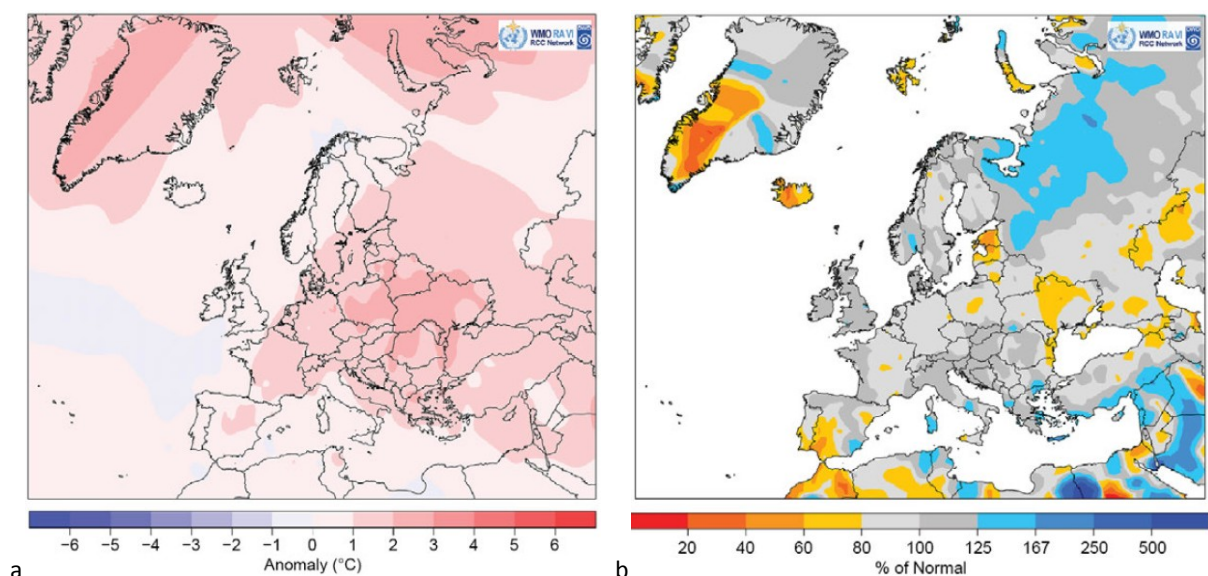 WMO RA VI
RCC Network
WMO RA VI
RCC Network
−6 −5 −4 −3 −2 −1 0 1 2 3 4 5 6
Anomaly (°C)
20 40 60 80 100 125 167 250 500
% of Normal
a
b